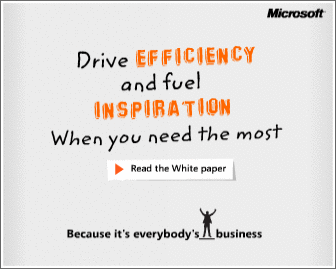 Microsoft
Drive EFFICIENCY
and fuel
INSPIRATION
When you need the most
Read the White paper
Because it's everybody's business